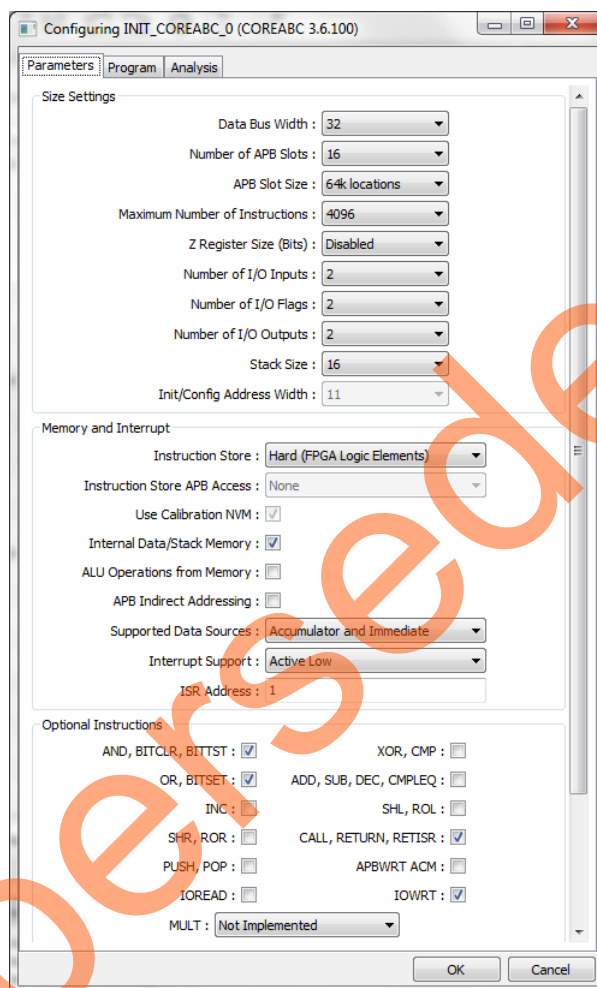 Configuring INIT_COREABC_0 (COREABC 3.6.100)
Parameters Program Analysis
Size Settings
Data Bus Width : 32
Number of APB Slots : 16
APB Slot Size : 64k locations
Maximum Number of Instructions : 4096
Z Register Size (Bits) : Disabled
Number of I/O Inputs : 2
Number of I/O Flags : 2
Number of I/O Outputs : 2
Stack Size : 16
Init/Config Address Width : 11
Memory and Interrupt
Instruction Store : Hard (FPGA Logic Elements)
Instruction Store APB Access : None
Use Calibration NVM :
Internal Data/Stack Memory :
ALU Operations from Memory :
APB Indirect Addressing :
Supported Data Sources : Accumulator and Immediate
Interrupt Support : Active Low
ISR Address : 1
Optional Instructions
AND, BITCLR, BITTST : XOR, CMP :
OR, BITSET : ADD, SUB, DEC, CMPLEQ :
INC : SHL, ROL :
SHR, ROR : CALL, RETURN, RETISR :
PUSH, POP : APBWRT ACM :
IOREAD : IOWRT :
MULT : Not Implemented
OK Cancel
persede